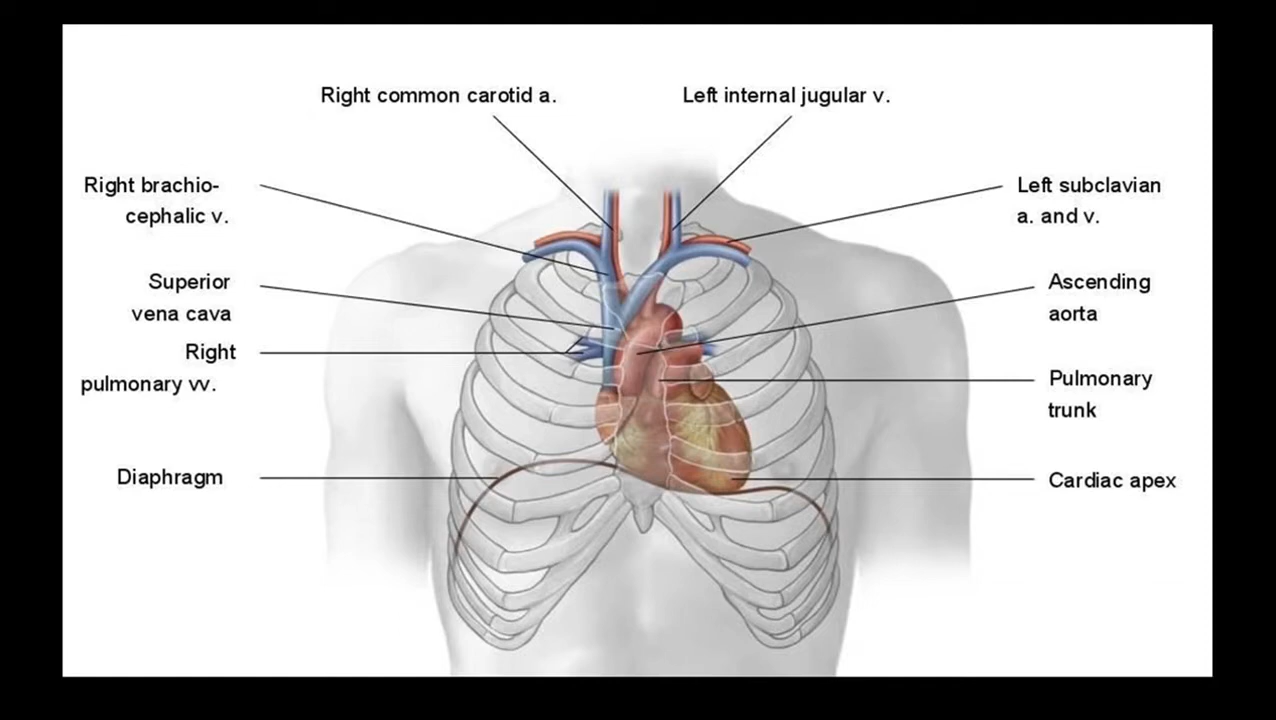 Right common carotid a.
Left internal jugular v.
Right brachio-
cephalic v.
Left subclavian
a. and v.
Superior
vena cava
Ascending
aorta
Right
pulmonary vv.
Pulmonary
trunk
Diaphragm
Cardiac apex